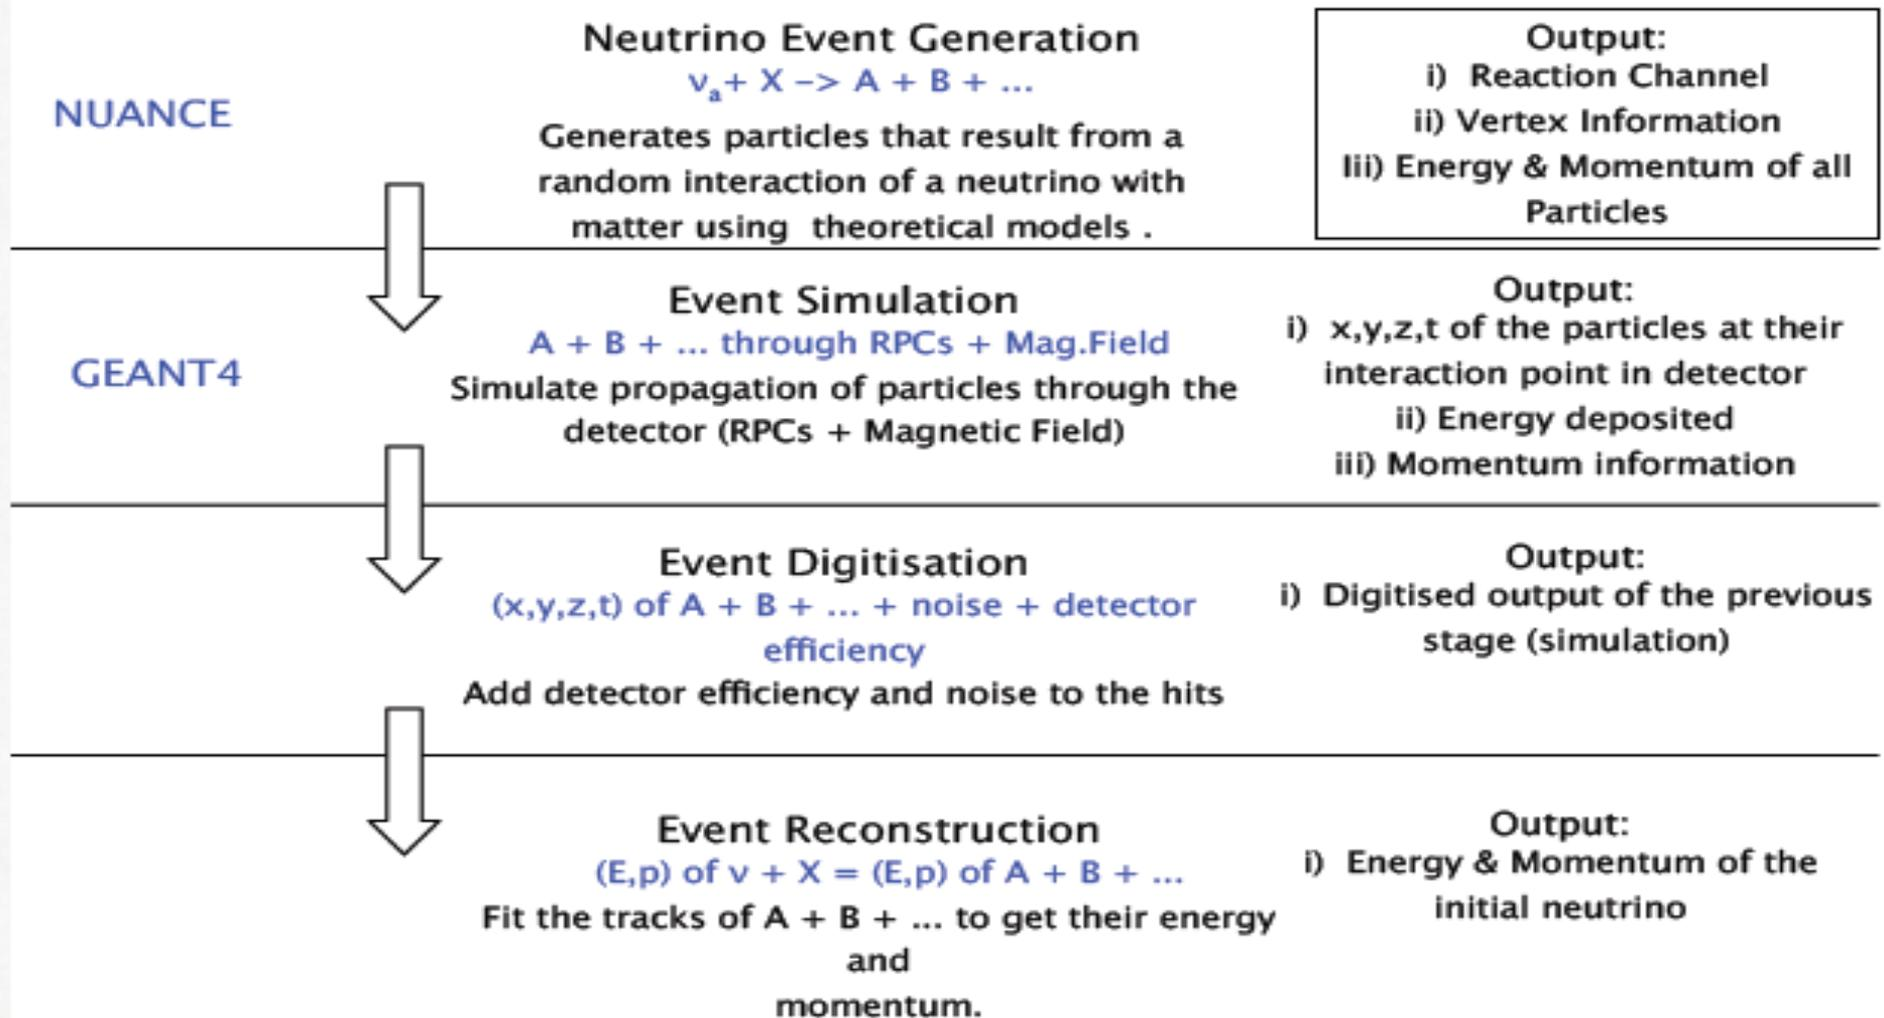 NUANCE
Neutrino Event Generation
νa+ X –> A + B + ...
Generates particles that result from a
random interaction of a neutrino with
matter using theoretical models .
Output:
i) Reaction Channel
ii) Vertex Information
Iii) Energy & Momentum of all
Particles
GEANT4
Event Simulation
A + B + ... through RPCs + Mag.Field
Simulate propagation of particles through the
detector (RPCs + Magnetic Field)
Output:
i) x,y,z,t of the particles at their
interaction point in detector
ii) Energy deposited
iii) Momentum information
Event Digitisation
(x,y,z,t) of A + B + ... + noise + detector
efficiency
Add detector efficiency and noise to the hits
Output:
i) Digitised output of the previous
stage (simulation)
Event Reconstruction
(E,p) of ν + X = (E,p) of A + B + ...
Fit the tracks of A + B + ... to get their energy
and
momentum.
Output:
i) Energy & Momentum of the
initial neutrino